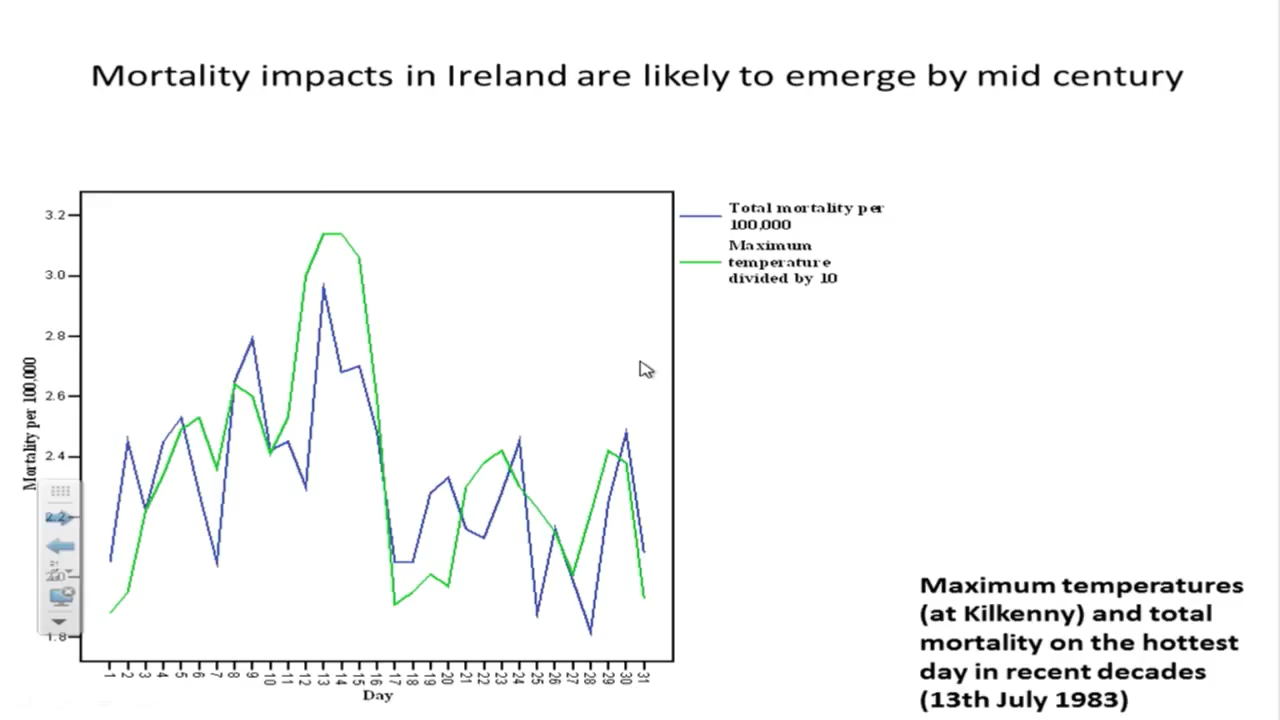 Mortality impacts in Ireland are likely to emerge by mid century
Total mortality per
100,000
Maximum
temperature
divided by 10
3.2
3.0
2.8
2.6
2.4
2.2
1.8
Mortality per 100,000
1 2 3 4 5 6 7 8 9 10 11 12 13 14 15 16 17 18 19 20 21 22 23 24 25 26 27 28 29 30 31
Day
Maximum temperatures
(at Kilkenny) and total
mortality on the hottest
day in recent decades
(13th July 1983)